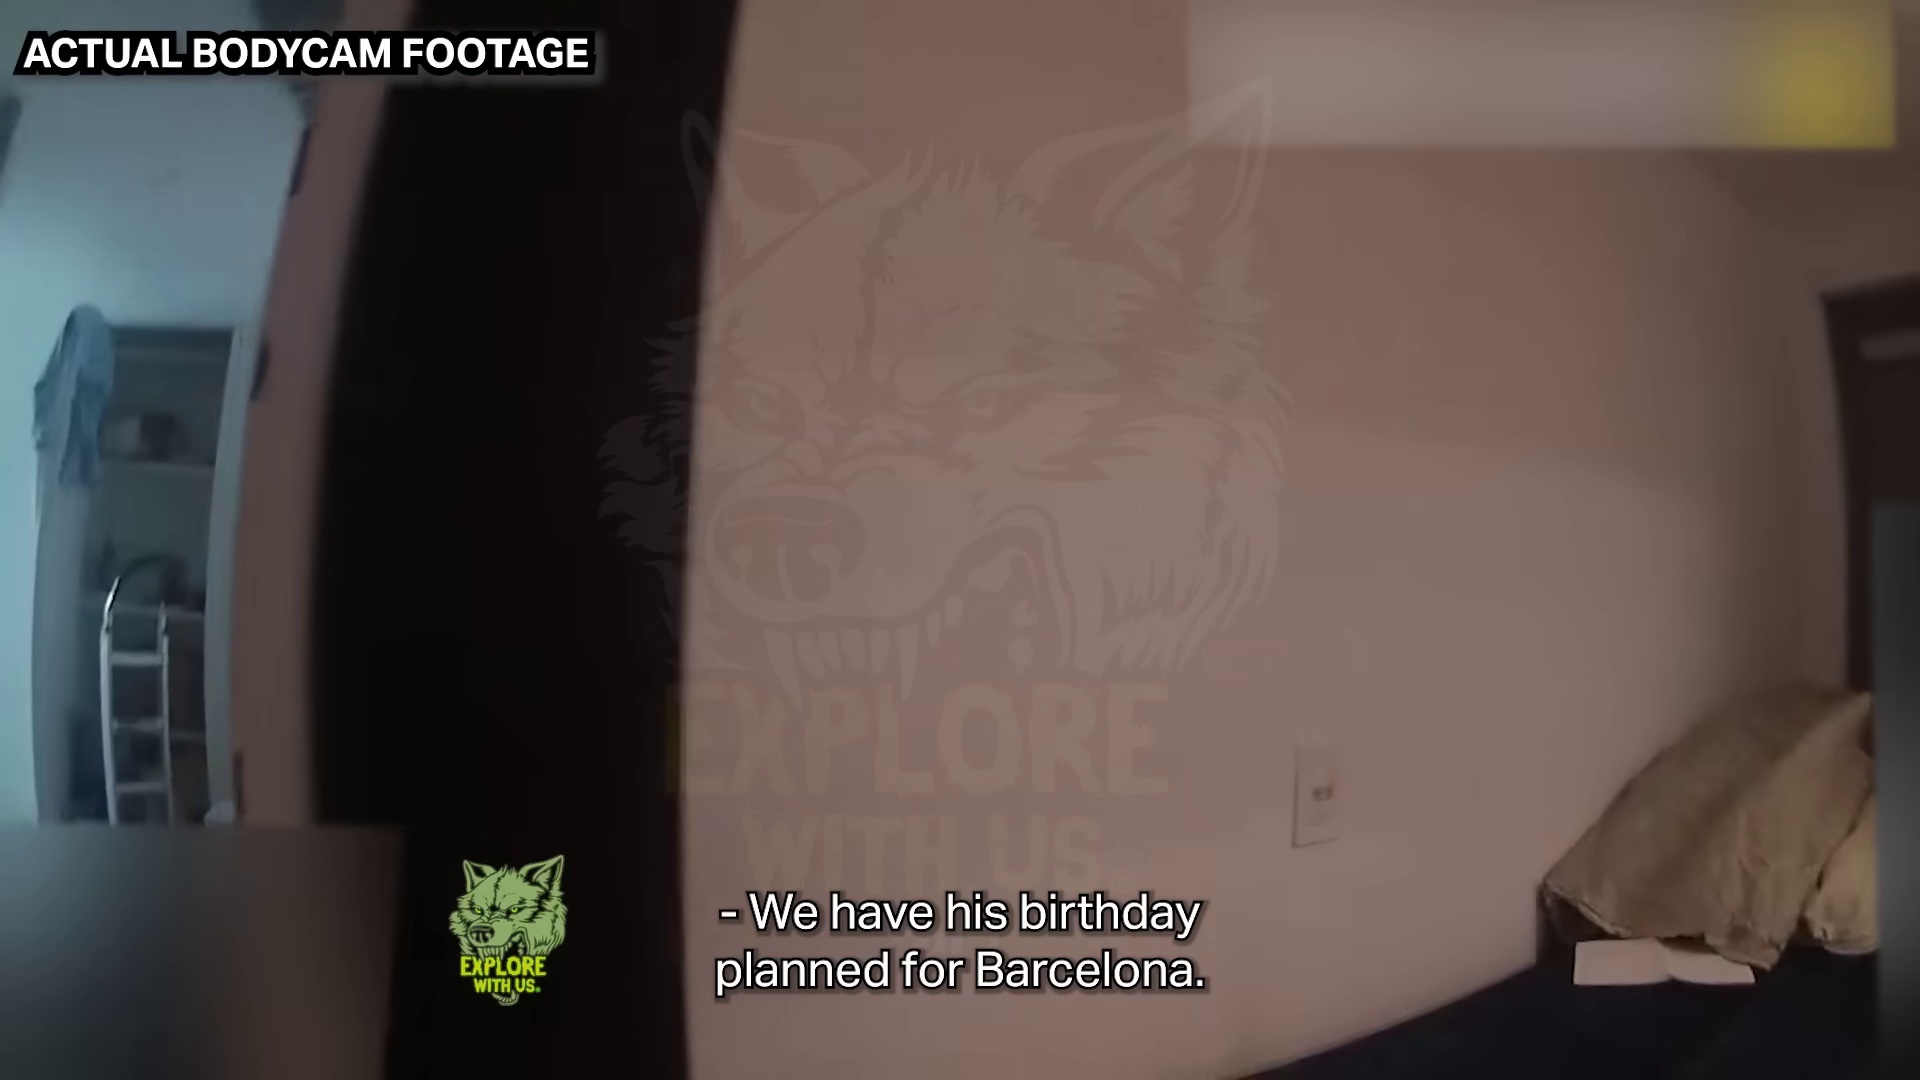 ACTUAL BODYCAM FOOTAGE
EXPLORE
WITH US
EXPLORE
WITH US.
- We have his birthday
planned for Barcelona.